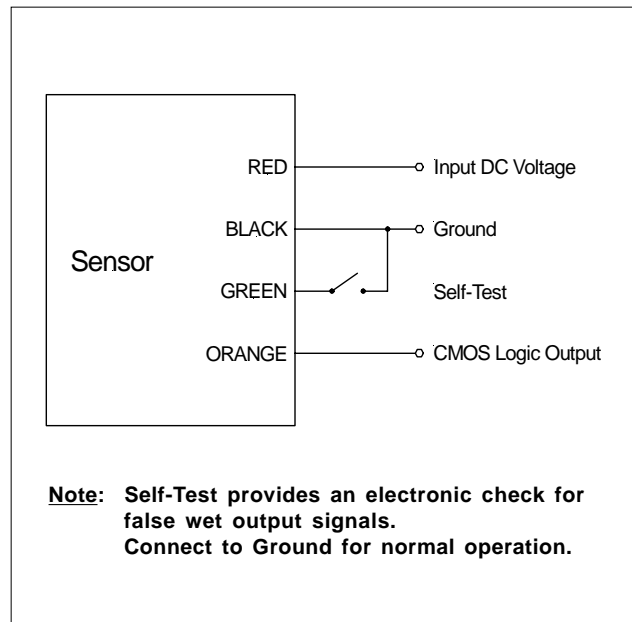 RED
Input DC Voltage
BLACK
Ground
Sensor
GREEN
Self-Test
ORANGE
CMOS Logic Output
Note: Self-Test provides an electronic check for
false wet output signals.
Connect to Ground for normal operation.